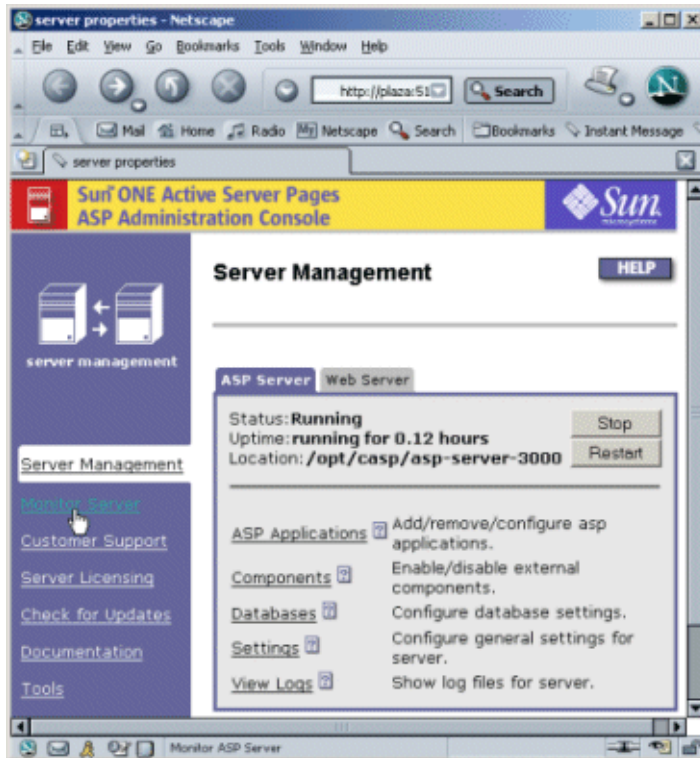 server properties - Netscape
File Edit View Go Bookmarks Tools Window Help
http://plaza:51 Search
Mail Home Radio My Netscape Search Bookmarks Instant Message
server properties
Sun ONE Active Server Pages
ASP Administration Console
Sun
microsystems
server management
Server Management
HELP
ASP Server Web Server
Status: Running
Uptime: running for 0.12 hours
Location: /opt/casp/asp-server-3000
Stop
Restart
Server Management
Monitor Server
Customer Support
Server Licensing
Check for Updates
Documentation
Tools
ASP Applications ? Add/remove/configure asp
applications.
Components ? Enable/disable external
components.
Databases ? Configure database settings.
Settings ? Configure general settings for
server.
View Logs ? Show log files for server.
Monitor ASP Server